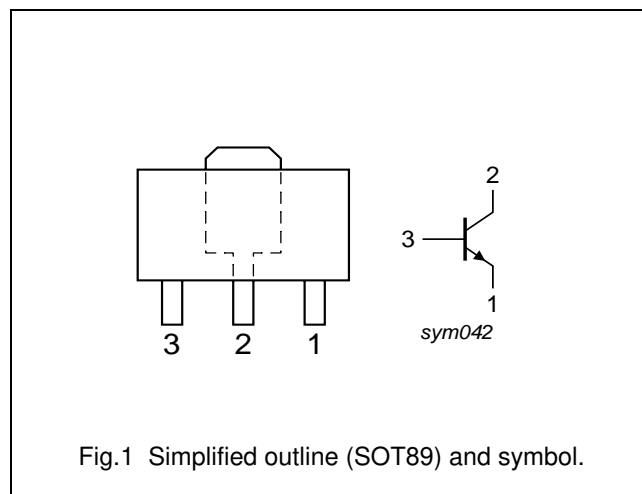 2
3
1
sym042
3 2 1
Fig.1 Simplified outline (SOT89) and symbol.